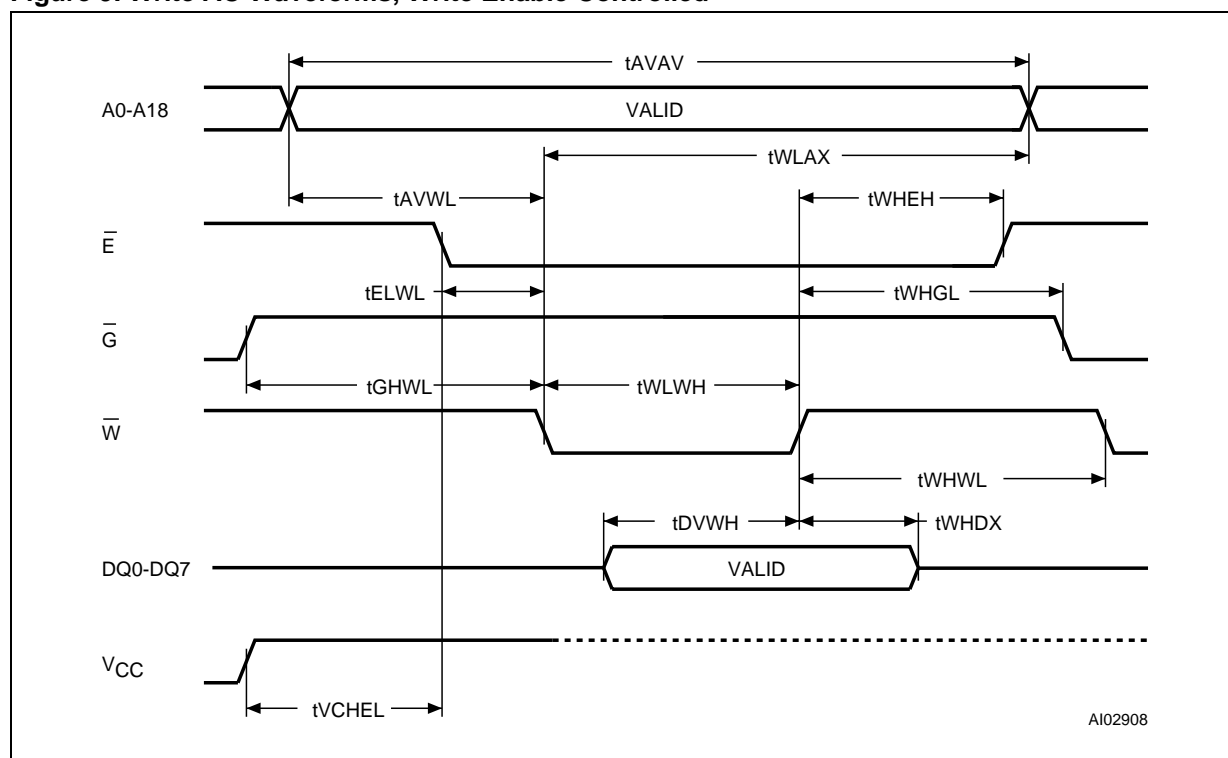 Figure 8. Write AC Waveforms, Write Enable Controlled
tAVAV
A0-A18
VALID
tWLAX
tAVWL
tWHEH
E̅
tELWL
tWHGL
G̅
tGHWL
tWLWH
W̅
tWHWL
tDVWH
tWHDX
DQ0-DQ7
VALID
VCC
tVCHEL
AI02908